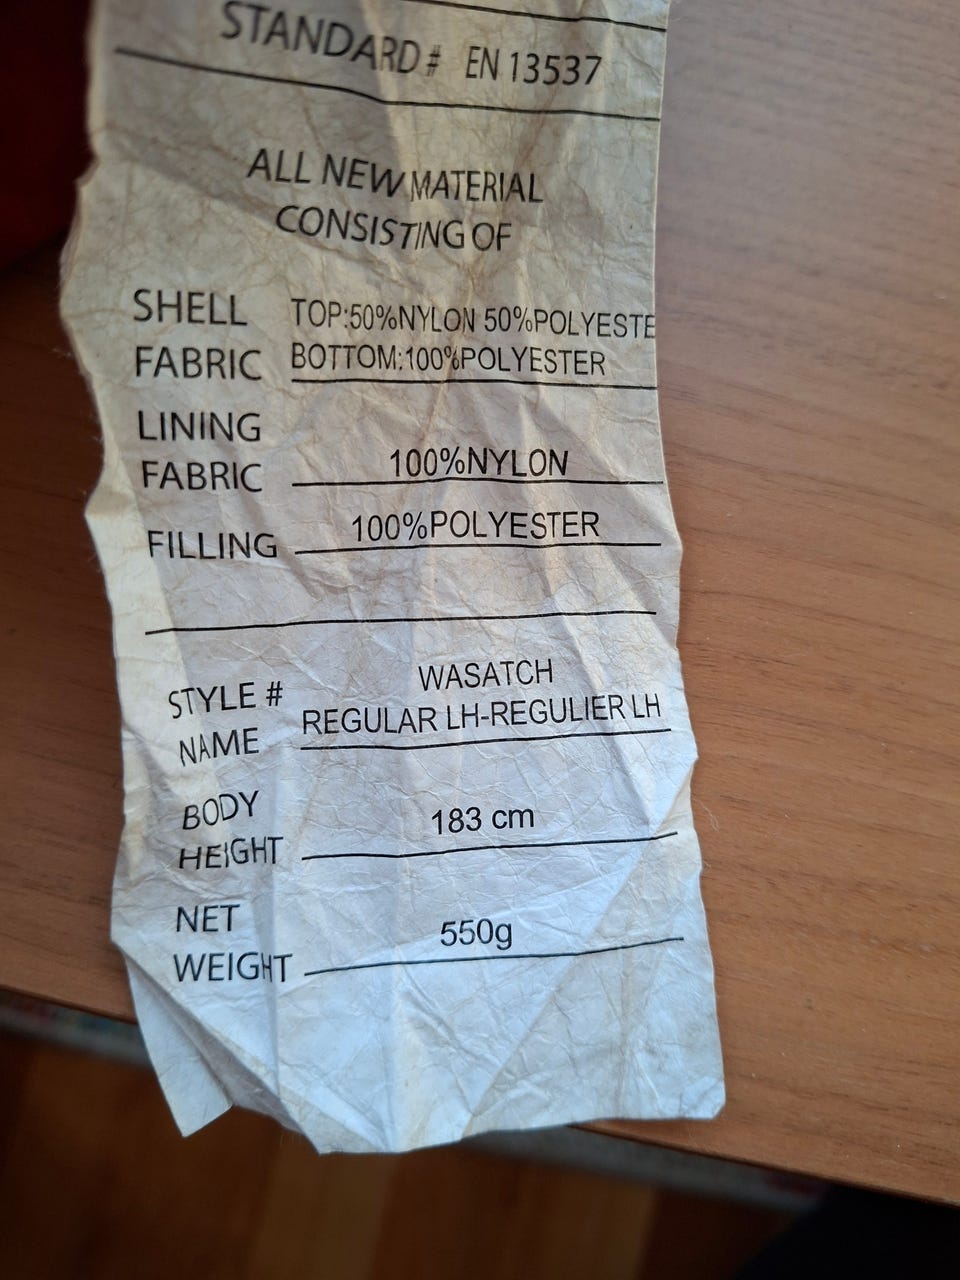 STANDARD# EN 13537
ALL NEW MATERIAL
CONSISTING OF
SHELL TOP:50%NYLON 50%POLYESTE
FABRIC BOTTOM:100%POLYESTER
LINING
FABRIC 100%NYLON
FILLING 100%POLYESTER
STYLE # WASATCH
NAME REGULAR LH-REGULIER LH
BODY
HEIGHT 183 cm
NET
WEIGHT 550g